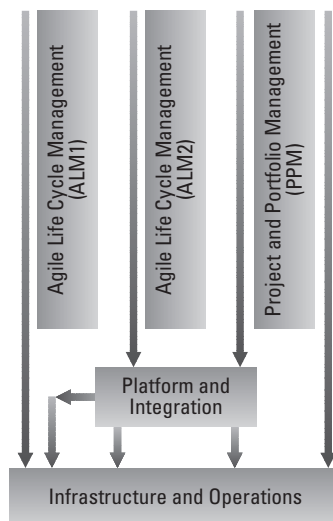 Agile Life Cycle Management
(ALM1)
Agile Life Cycle Management
(ALM2)
Project and Portfolio Management
(PPM)
Platform and
Integration
Infrastructure and Operations